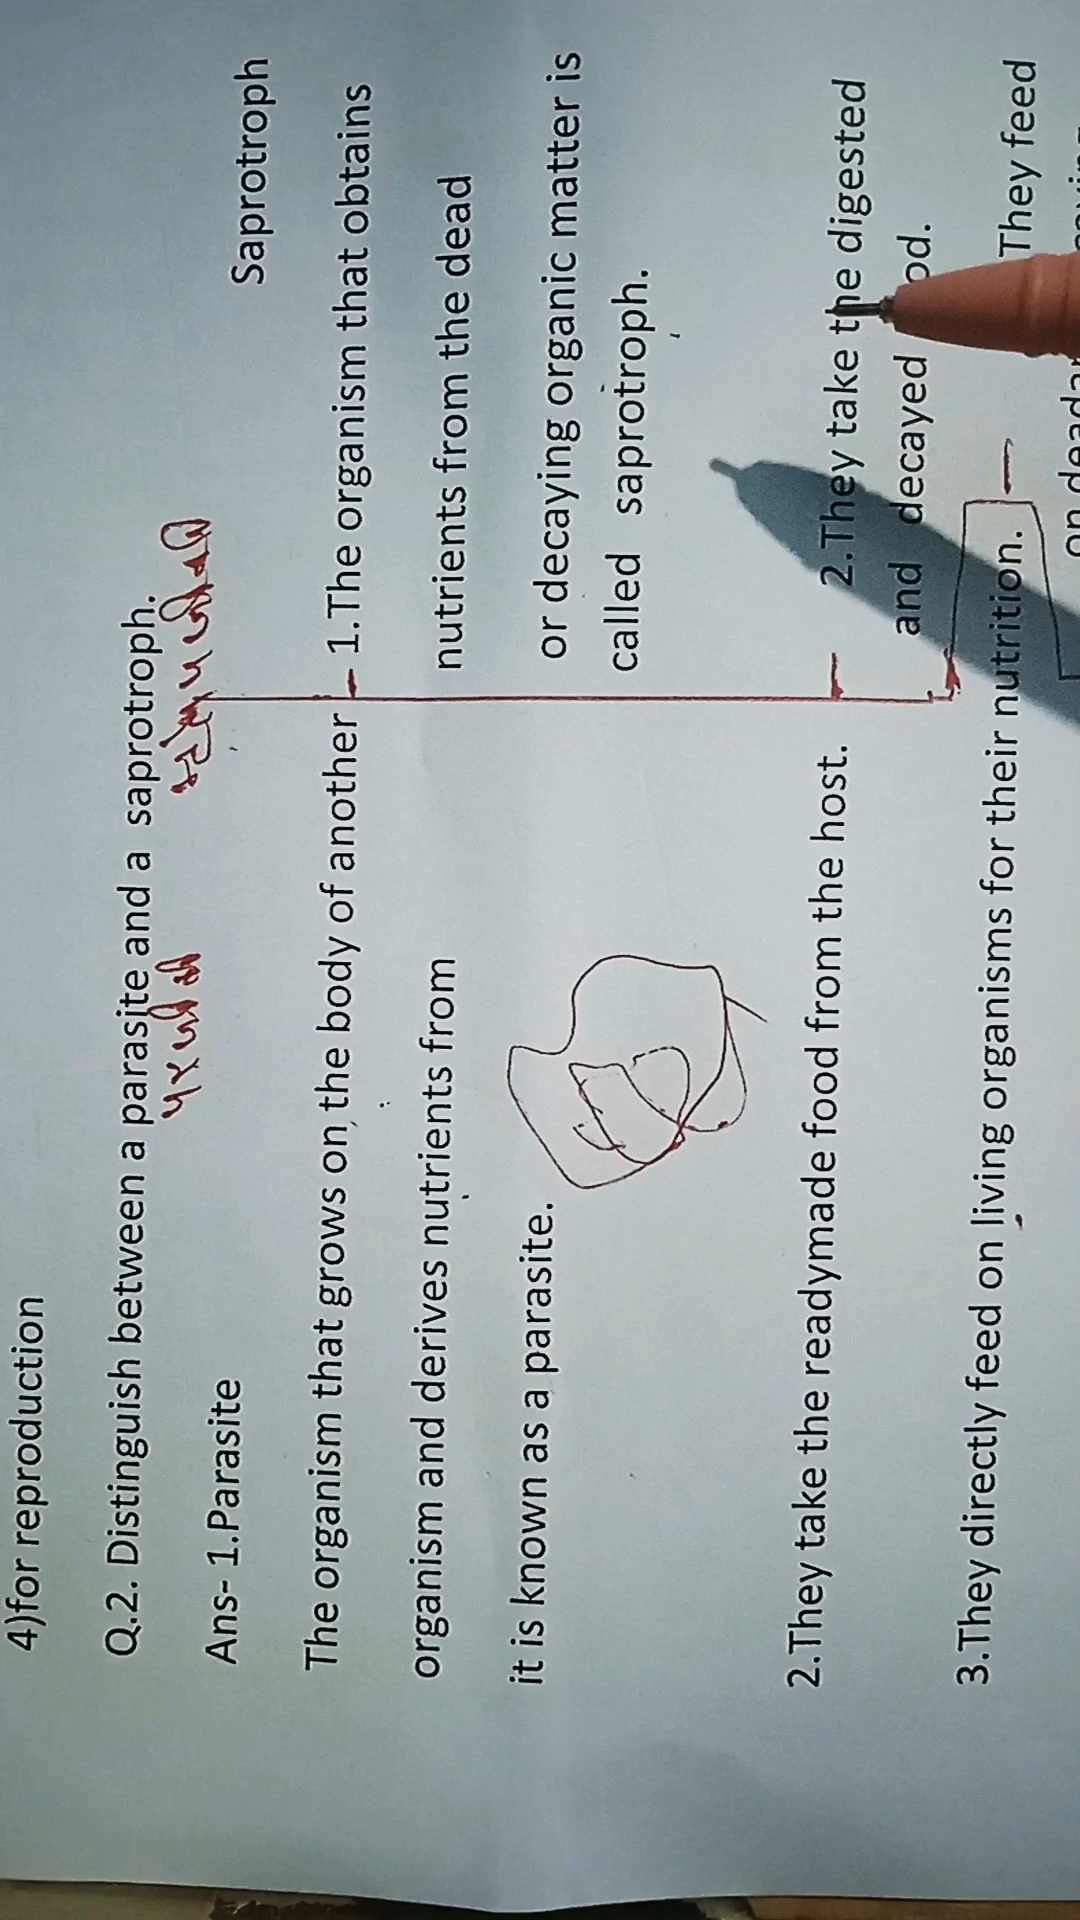 4)for reproduction
Q.2. Distinguish between a parasite and a saprotroph.
Ans- 1.Parasite Saprotroph
The organism that grows on the body of another 1.The organism that obtains
organism and derives nutrients from nutrients from the dead
it is known as a parasite. or decaying organic matter is
called saprotroph.
2.They take the readymade food from the host. 2.They take the digested
and decayed
3.They directly feed on living organisms for their nutrition. They feed
on